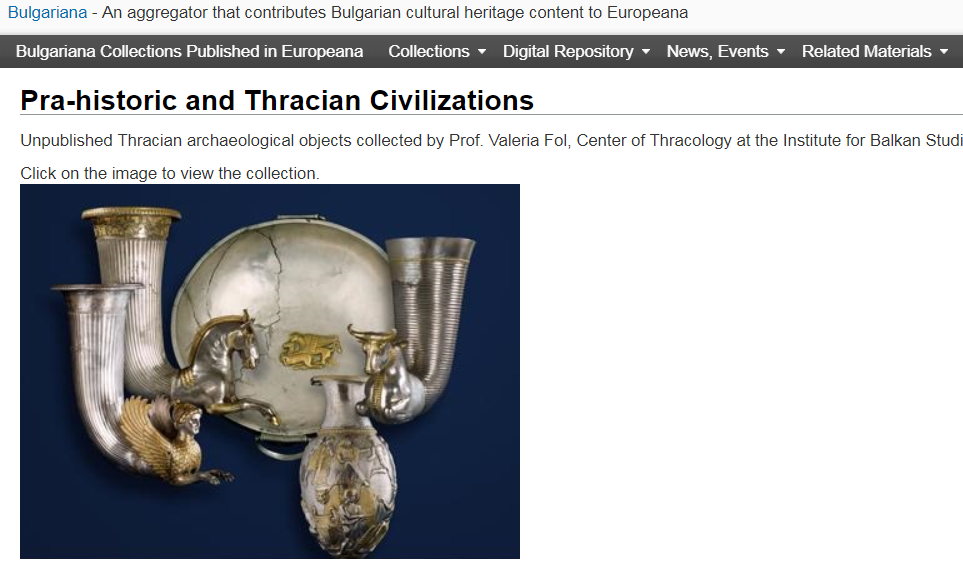 Bulgariana - An aggregator that contributes Bulgarian cultural heritage content to Europeana
Bulgariana Collections Published in Europeana Collections Digital Repository News, Events Related Materials
Pra-historic and Thracian Civilizations
Unpublished Thracian archaeological objects collected by Prof. Valeria Fol, Center of Thracology at the Institute for Balkan Studi
Click on the image to view the collection.